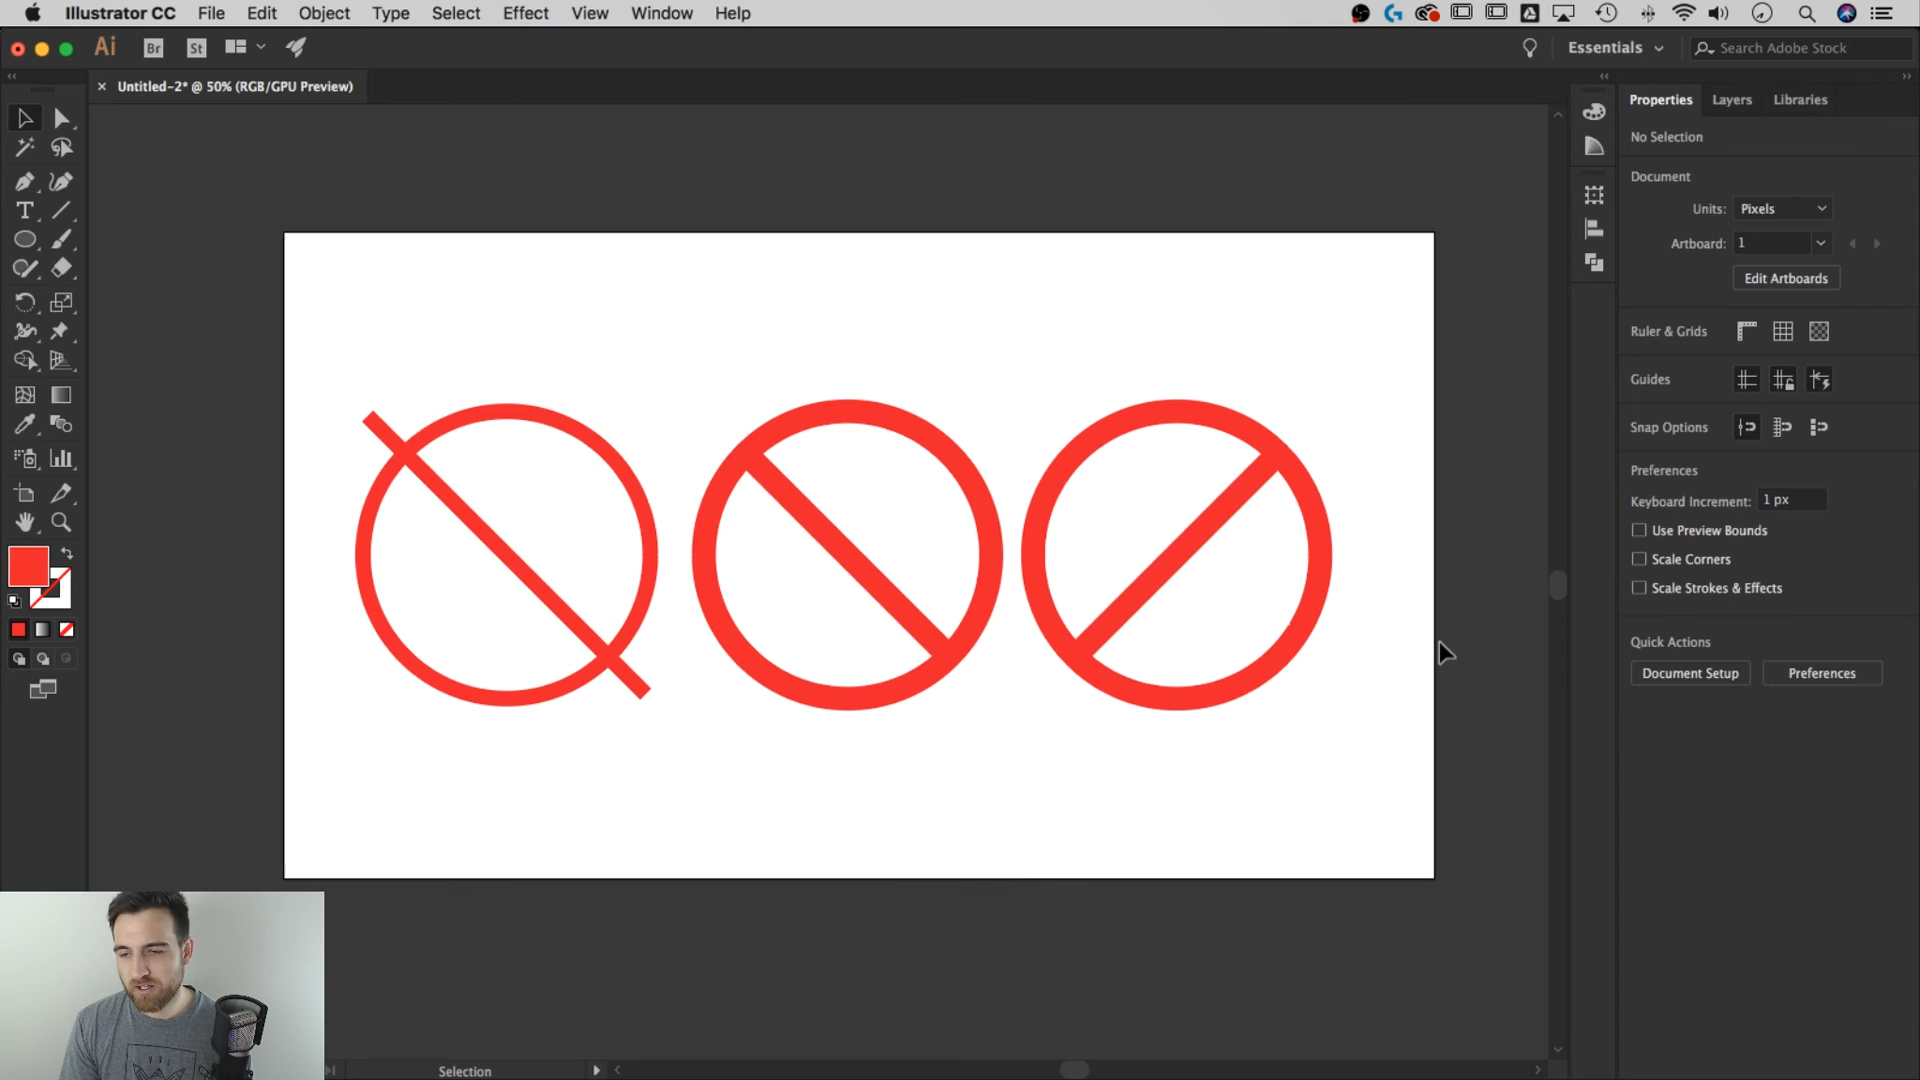 Illustrator CC File Edit Object Type Select Effect View Window Help
Ai Br St Essentials Search Adobe Stock
Untitled-2* @ 50% (RGB/GPU Preview)
Properties Layers Libraries
No Selection
Document
Units: Pixels
Artboard: 1
Edit Artboards
Ruler & Grids
Guides
Snap Options
Preferences
Keyboard Increment: 1 px
Use Preview Bounds
Scale Corners
Scale Strokes & Effects
Quick Actions
Document Setup Preferences
Selection